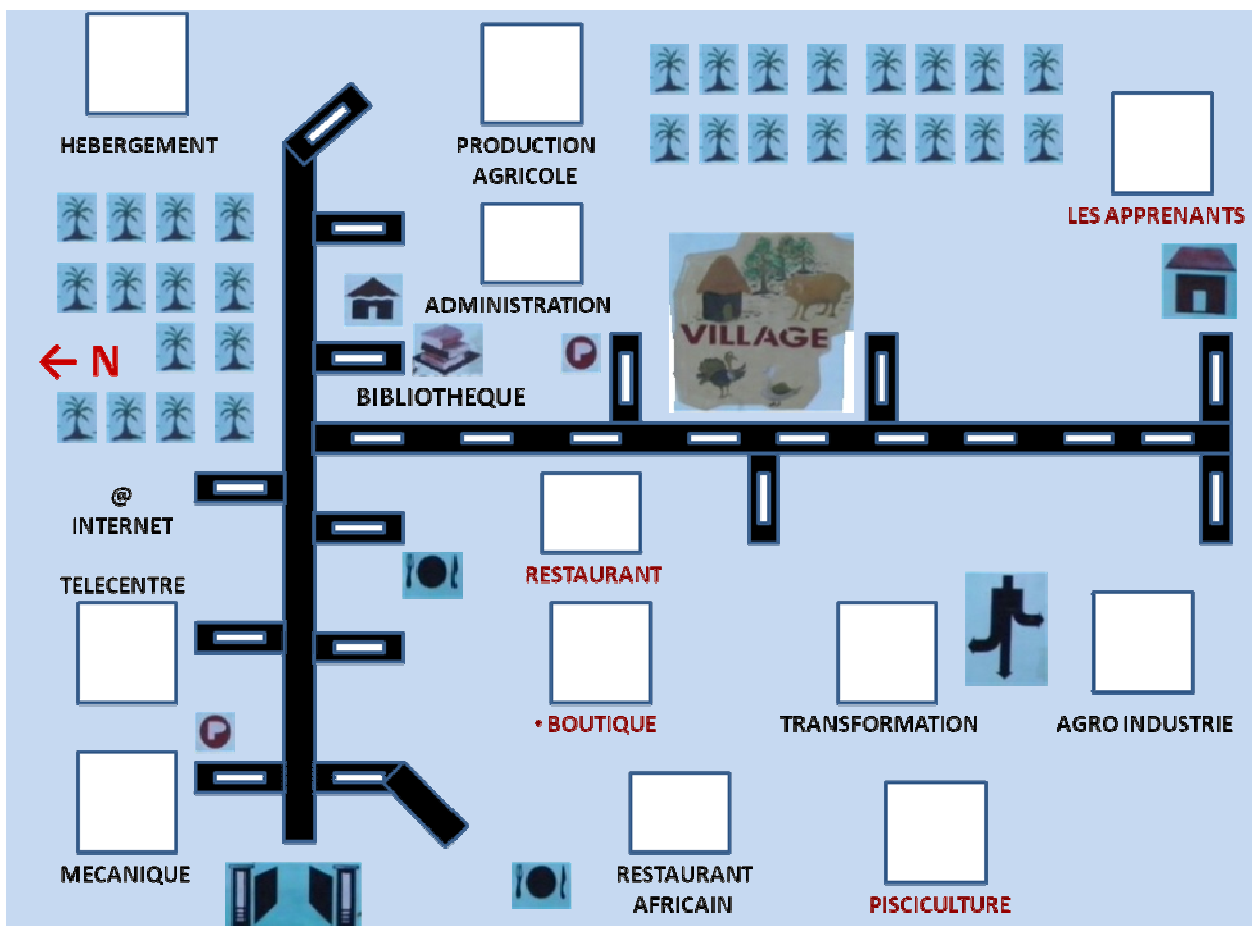 HEBERGEMENT
PRODUCTION
AGRICOLE
LES APPRENANTS
ADMINISTRATION
VILLAGE
P
← N
BIBLIOTHEQUE
@
INTERNET
RESTAURANT
TELECENTRE
• BOUTIQUE
TRANSFORMATION
AGRO INDUSTRIE
P
MECANIQUE
RESTAURANT
AFRICAIN
PISCICULTURE